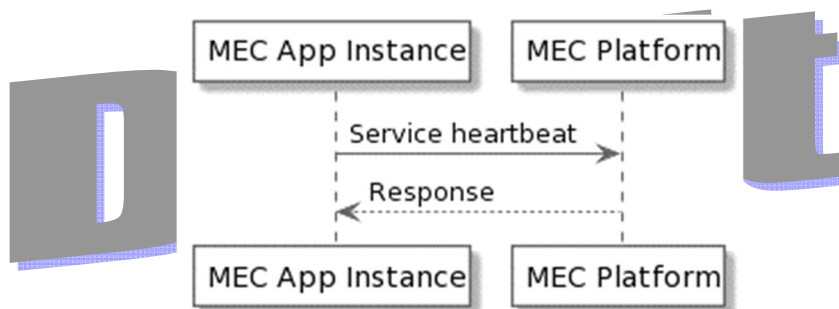 MEC App Instance MEC Platform
Service heartbeat
Response
MEC App Instance MEC Platform
D t